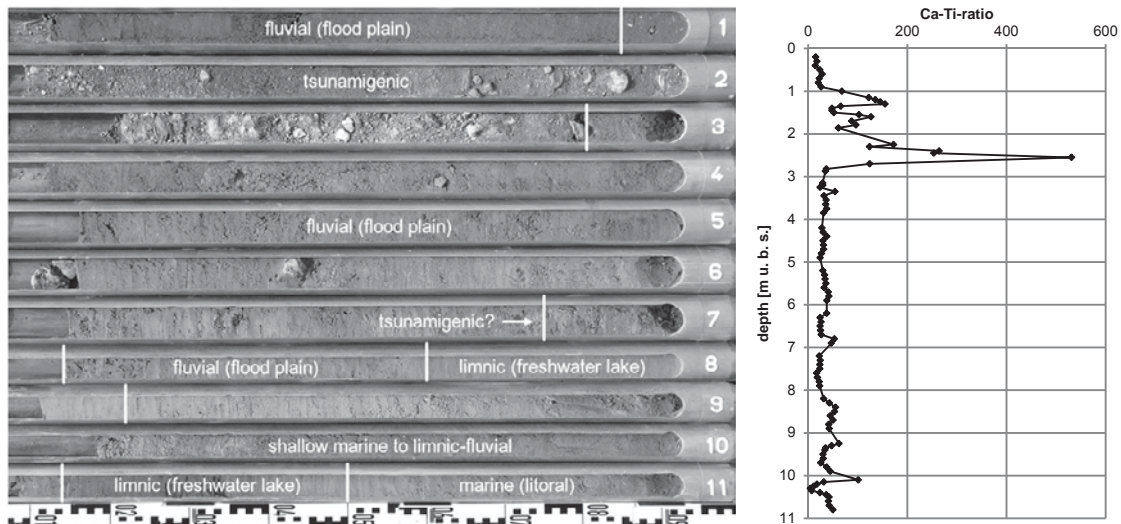 fluvial (flood plain) 1
tsunamigenic 2
3
4
fluvial (flood plain) 5
6
tsunamigenic? → 7
fluvial (flood plain) limnic (freshwater lake) 8
9
shallow marine to limnic-fluvial 10
limnic (freshwater lake) marine (litoral) 11
Ca-Ti-ratio
0 200 400 600
depth [m u. b. s.]
0
1
2
3
4
5
6
7
8
9
10
11